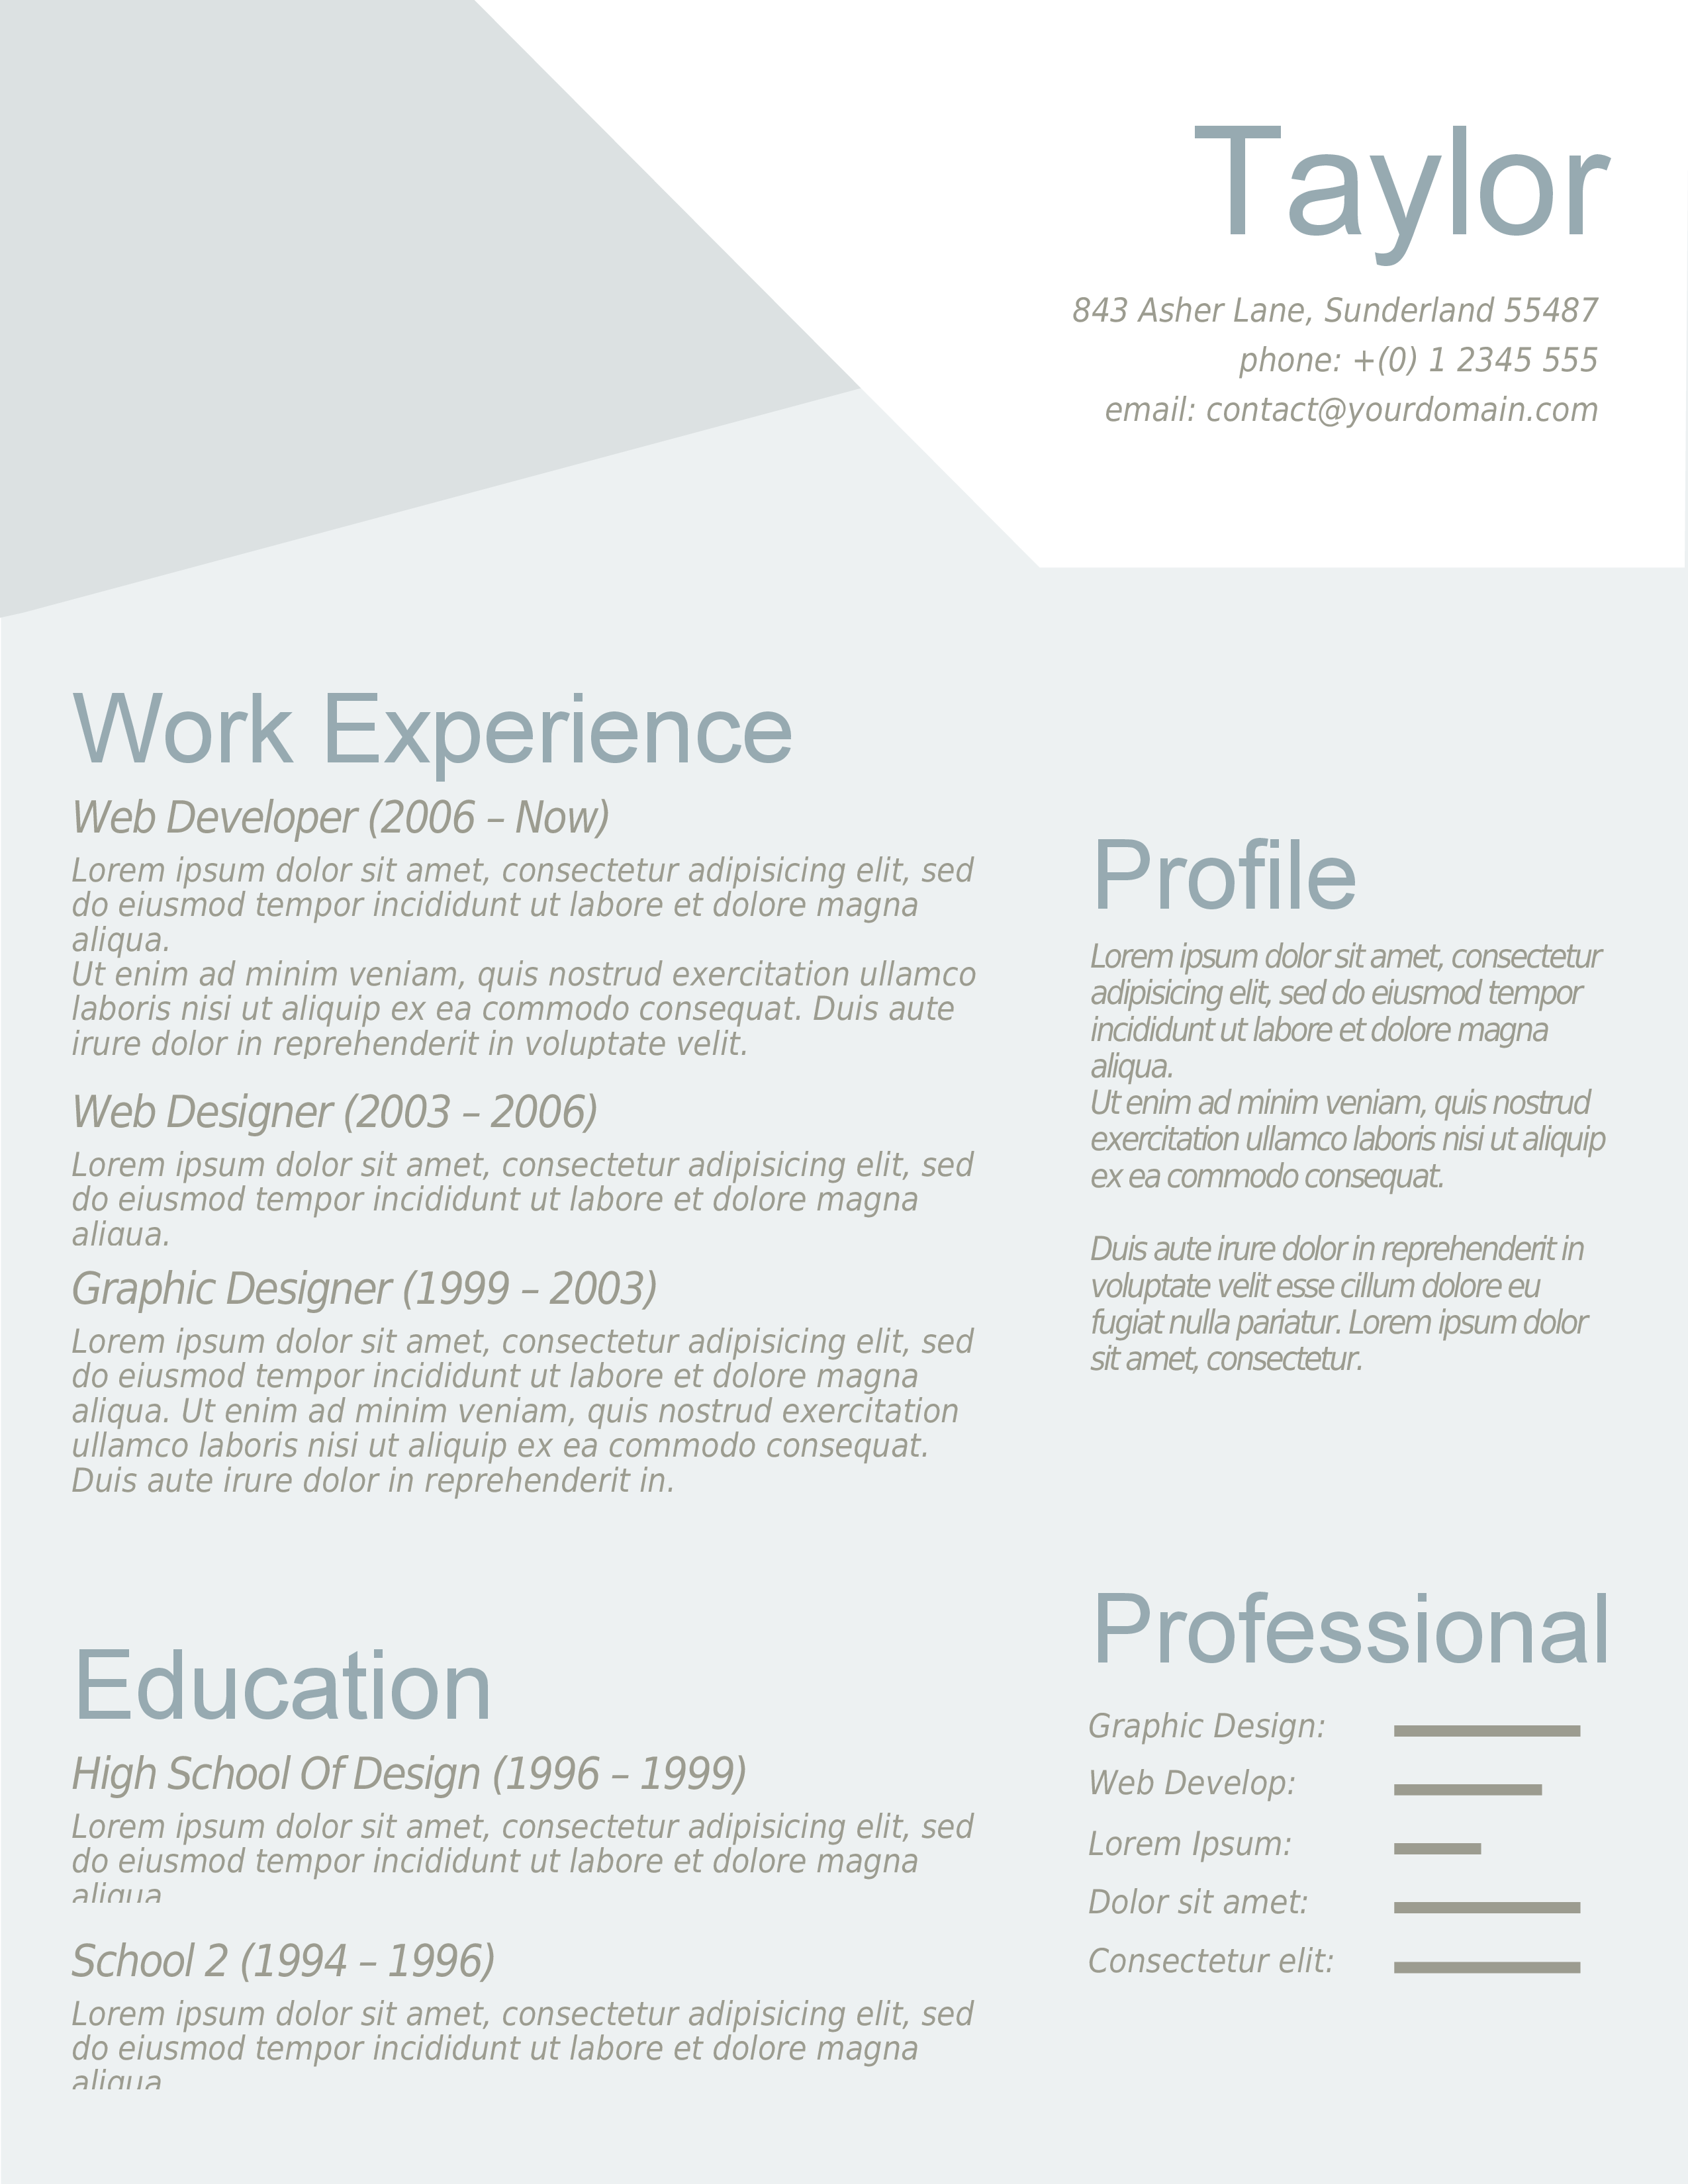 Taylor
843 Asher Lane, Sunderland 55487
phone: +(0) 1 2345 555
email: contact@yourdomain.com
Work Experience
Web Developer (2006 – Now)
Lorem ipsum dolor sit amet, consectetur adipisicing elit, sed
do eiusmod tempor incididunt ut labore et dolore magna
aliqua.
Ut enim ad minim veniam, quis nostrud exercitation ullamco
laboris nisi ut aliquip ex ea commodo consequat. Duis aute
irure dolor in reprehenderit in voluptate velit.
Web Designer (2003 – 2006)
Lorem ipsum dolor sit amet, consectetur adipisicing elit, sed
do eiusmod tempor incididunt ut labore et dolore magna
aliqua.
Graphic Designer (1999 – 2003)
Lorem ipsum dolor sit amet, consectetur adipisicing elit, sed
do eiusmod tempor incididunt ut labore et dolore magna
aliqua. Ut enim ad minim veniam, quis nostrud exercitation
ullamco laboris nisi ut aliquip ex ea commodo consequat.
Duis aute irure dolor in reprehenderit in.
Education
High School Of Design (1996 – 1999)
Lorem ipsum dolor sit amet, consectetur adipisicing elit, sed
do eiusmod tempor incididunt ut labore et dolore magna
aliqua
School 2 (1994 – 1996)
Lorem ipsum dolor sit amet, consectetur adipisicing elit, sed
do eiusmod tempor incididunt ut labore et dolore magna
aliqua
Profile
Lorem ipsum dolor sit amet, consectetur
adipisicing elit, sed do eiusmod tempor
incididunt ut labore et dolore magna
aliqua.
Ut enim ad minim veniam, quis nostrud
exercitation ullamco laboris nisi ut aliquip
ex ea commodo consequat.
Duis aute irure dolor in reprehenderit in
voluptate velit esse cillum dolore eu
fugiat nulla pariatur. Lorem ipsum dolor
sit amet, consectetur.
Professional
Graphic Design:
Web Develop:
Lorem Ipsum:
Dolor sit amet:
Consectetur elit: